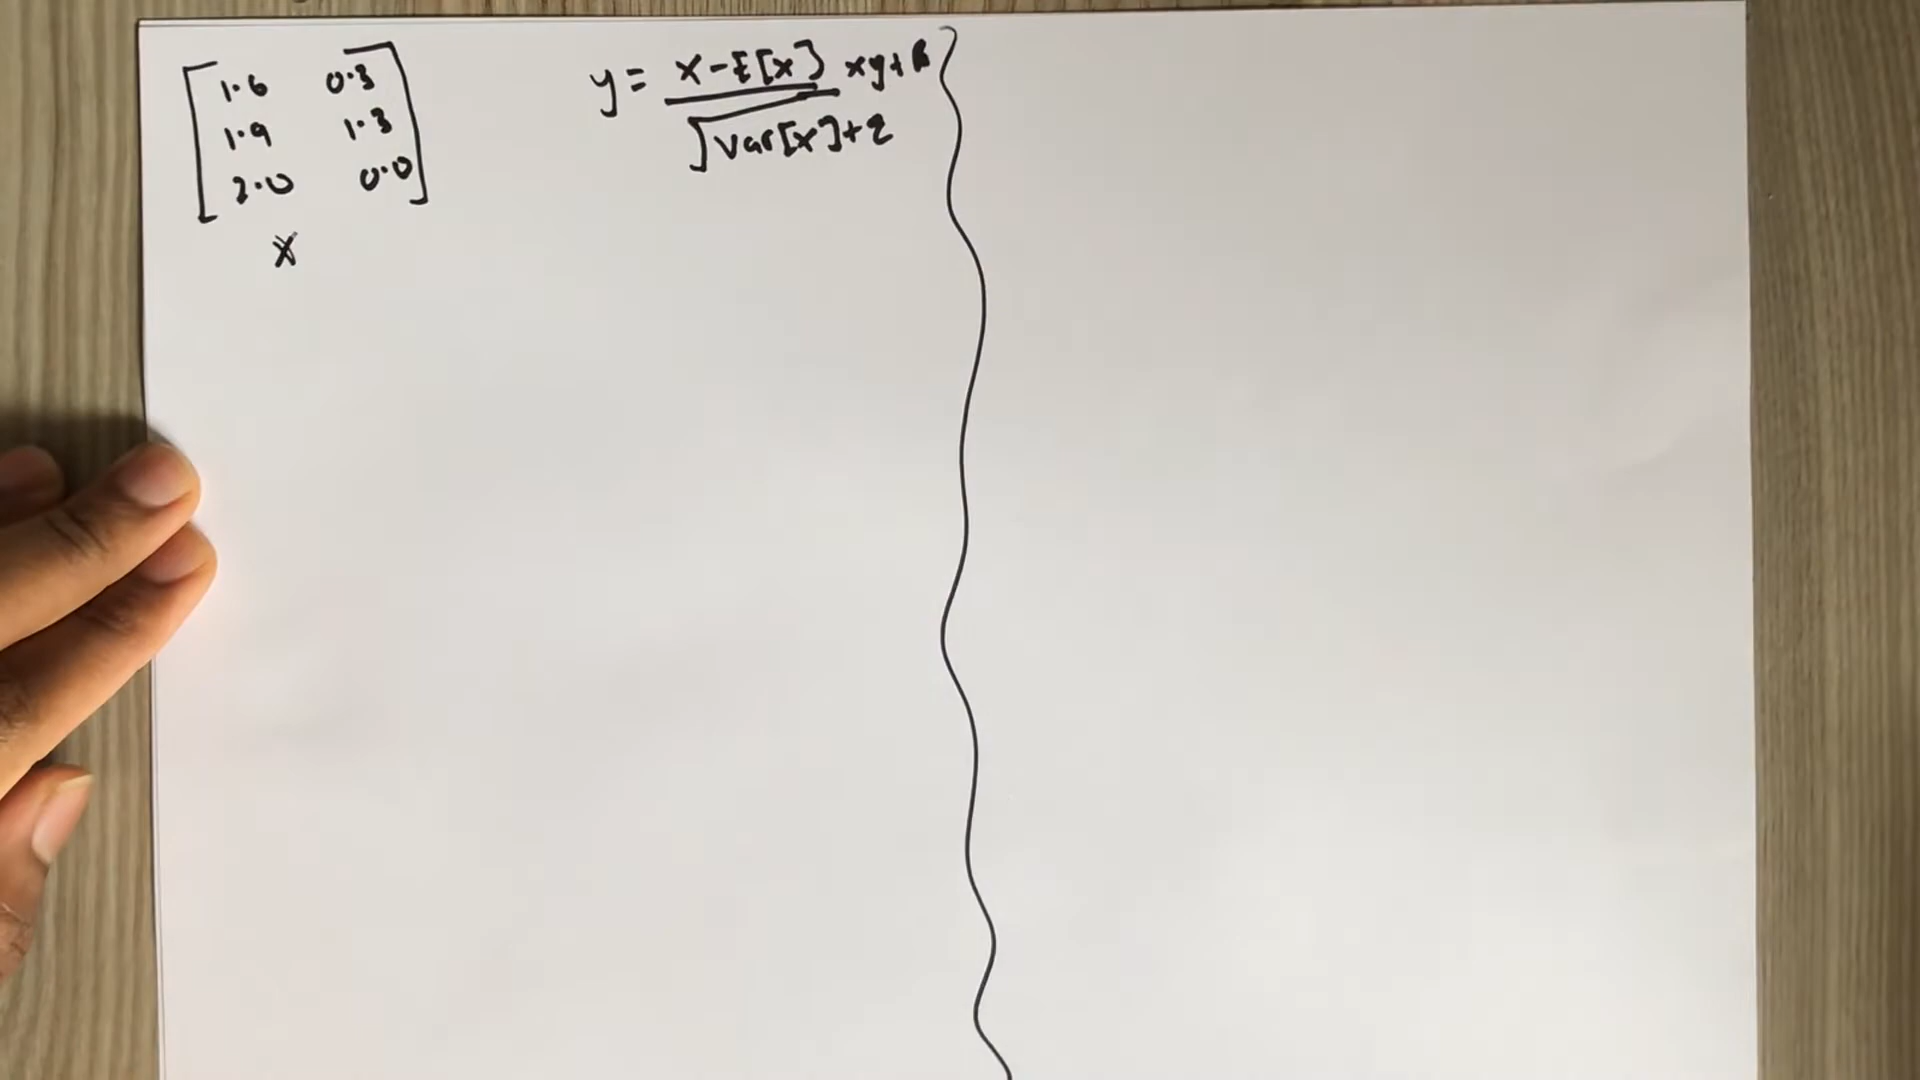 1.6 0.3
1.9 1.3
2.0 0.0
X
y = x - E[x] / √var[x] + ε × γ + β